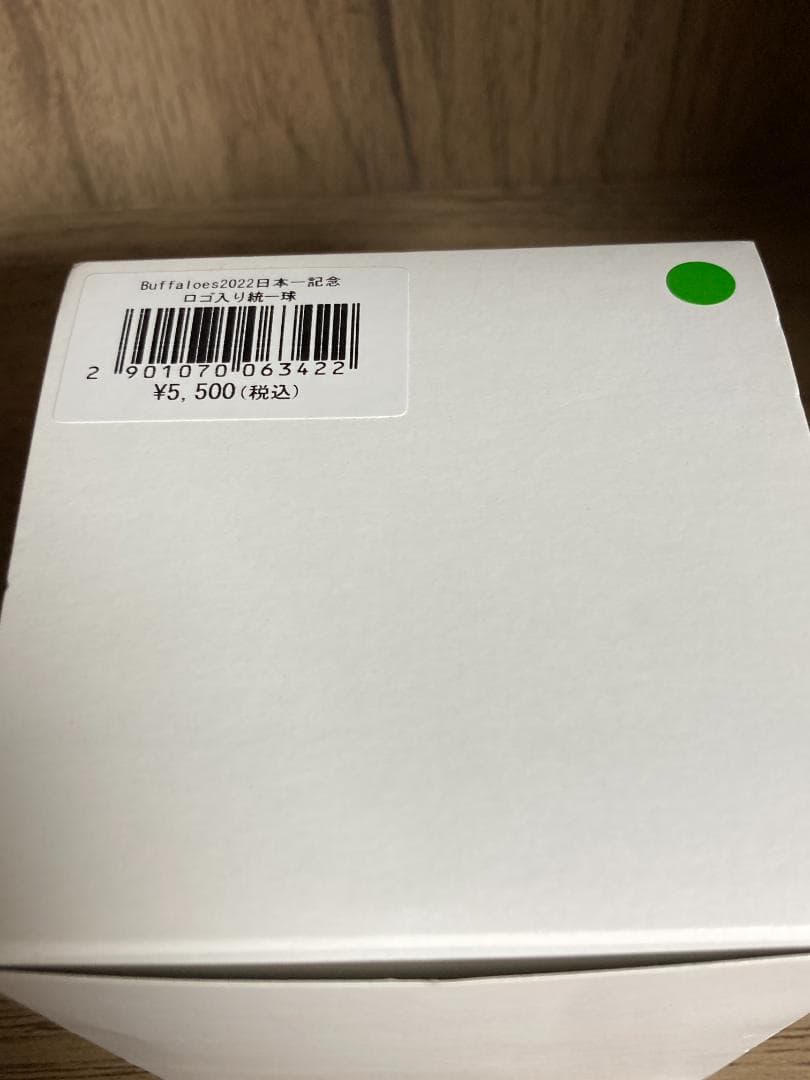 Buffaloes2022日本一記念
ロゴ入り統一球
2 901070 063422
¥5,500(税込)